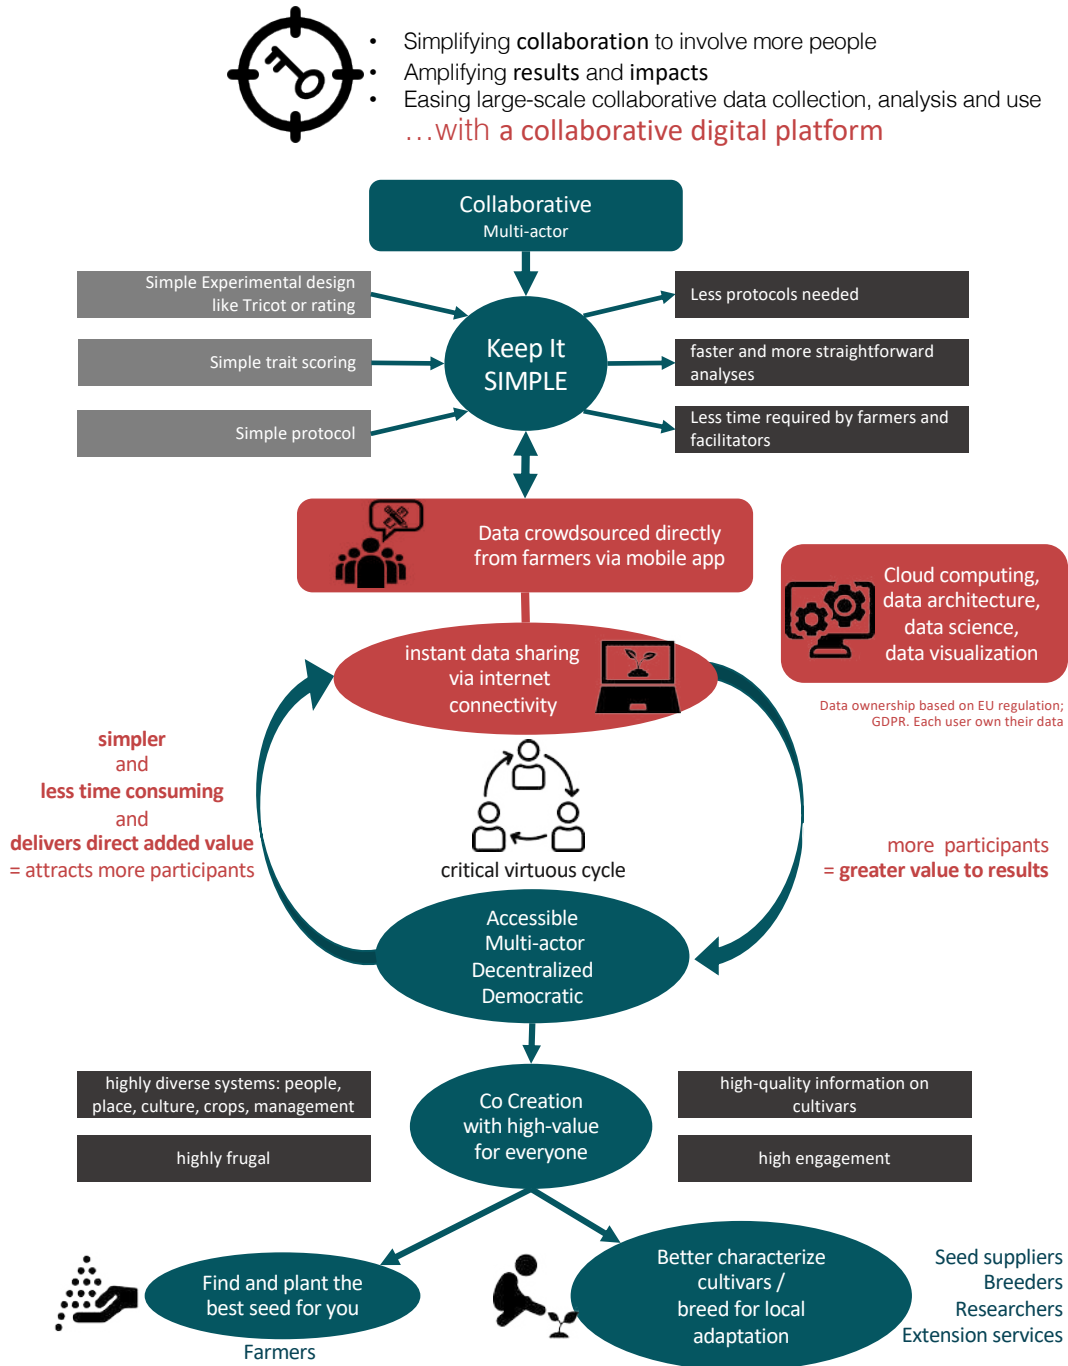 • Simplifying collaboration to involve more people
• Amplifying results and impacts
• Easing large-scale collaborative data collection, analysis and use
...with a collaborative digital platform
Collaborative
Multi-actor
Simple Experimental design
like Tricot or rating
Simple trait scoring
Simple protocol
Keep It
SIMPLE
Less protocols needed
faster and more straightforward
analyses
Less time required by farmers and
facilitators
Data crowdsourced directly
from farmers via mobile app
Cloud computing,
data architecture,
data science,
data visualization
Data ownership based on EU regulation;
GDPR. Each user own their data
instant data sharing
via internet
connectivity
simpler
and
less time consuming
and
delivers direct added value
= attracts more participants
critical virtuous cycle
more participants
= greater value to results
Accessible
Multi-actor
Decentralized
Democratic
highly diverse systems: people,
place, culture, crops, management
highly frugal
Co Creation
with high-value
for everyone
high-quality information on
cultivars
high engagement
Find and plant the
best seed for you
Farmers
Better characterize
cultivars /
breed for local
adaptation
Seed suppliers
Breeders
Researchers
Extension services